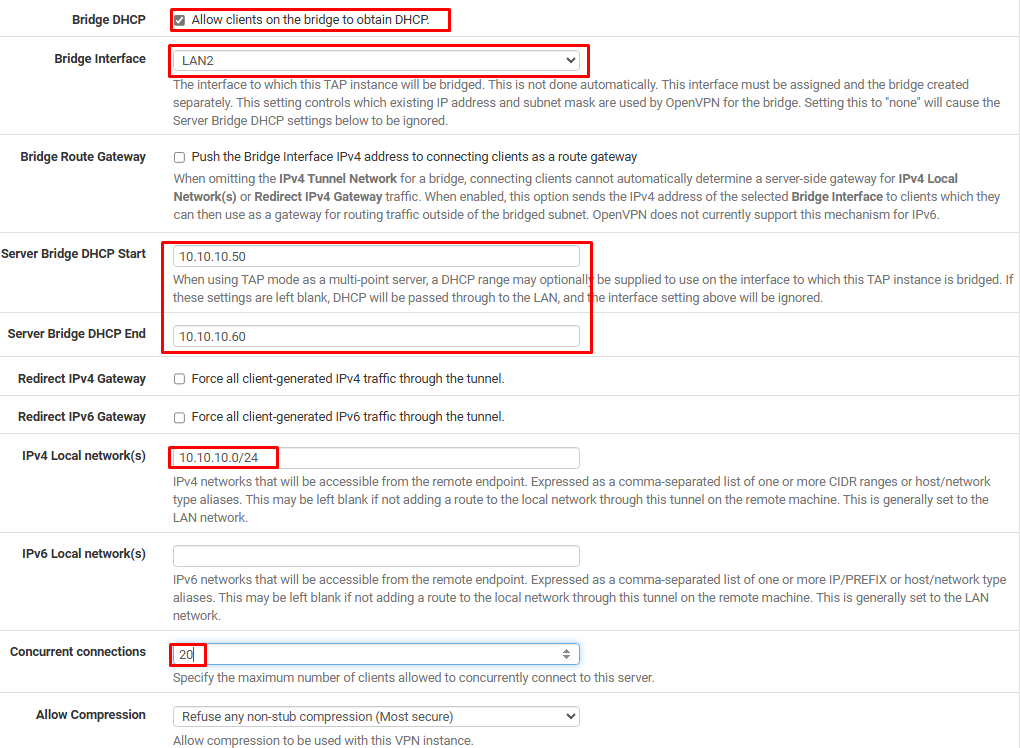 Bridge DHCP Allow clients on the bridge to obtain DHCP.
Bridge Interface LAN2
The interface to which this TAP instance will be bridged. This is not done automatically. This interface must be assigned and the bridge created
separately. This setting controls which existing IP address and subnet mask are used by OpenVPN for the bridge. Setting this to "none" will cause the
Server Bridge DHCP settings below to be ignored.
Bridge Route Gateway Push the Bridge Interface IPv4 address to connecting clients as a route gateway
When omitting the IPv4 Tunnel Network for a bridge, connecting clients cannot automatically determine a server-side gateway for IPv4 Local
Network(s) or Redirect IPv4 Gateway traffic. When enabled, this option sends the IPv4 address of the selected Bridge Interface to clients which they
can then use as a gateway for routing traffic outside of the bridged subnet. OpenVPN does not currently support this mechanism for IPv6.
Server Bridge DHCP Start 10.10.10.50
When using TAP mode as a multi-point server, a DHCP range may optionally be supplied to use on the interface to which this TAP instance is bridged. If
these settings are left blank, DHCP will be passed through to the LAN, and the interface setting above will be ignored.
Server Bridge DHCP End 10.10.10.60
Redirect IPv4 Gateway Force all client-generated IPv4 traffic through the tunnel.
Redirect IPv6 Gateway Force all client-generated IPv6 traffic through the tunnel.
IPv4 Local network(s) 10.10.10.0/24
IPv4 networks that will be accessible from the remote endpoint. Expressed as a comma-separated list of one or more CIDR ranges or host/network
type aliases. This may be left blank if not adding a route to the local network through this tunnel on the remote machine. This is generally set to the
LAN network.
IPv6 Local network(s)
IPv6 networks that will be accessible from the remote endpoint. Expressed as a comma-separated list of one or more IP/PREFIX or host/network type
aliases. This may be left blank if not adding a route to the local network through this tunnel on the remote machine. This is generally set to the LAN
network.
Concurrent connections 20
Specify the maximum number of clients allowed to concurrently connect to this server.
Allow Compression Refuse any non-stub compression (Most secure)
Allow compression to be used with this VPN instance.